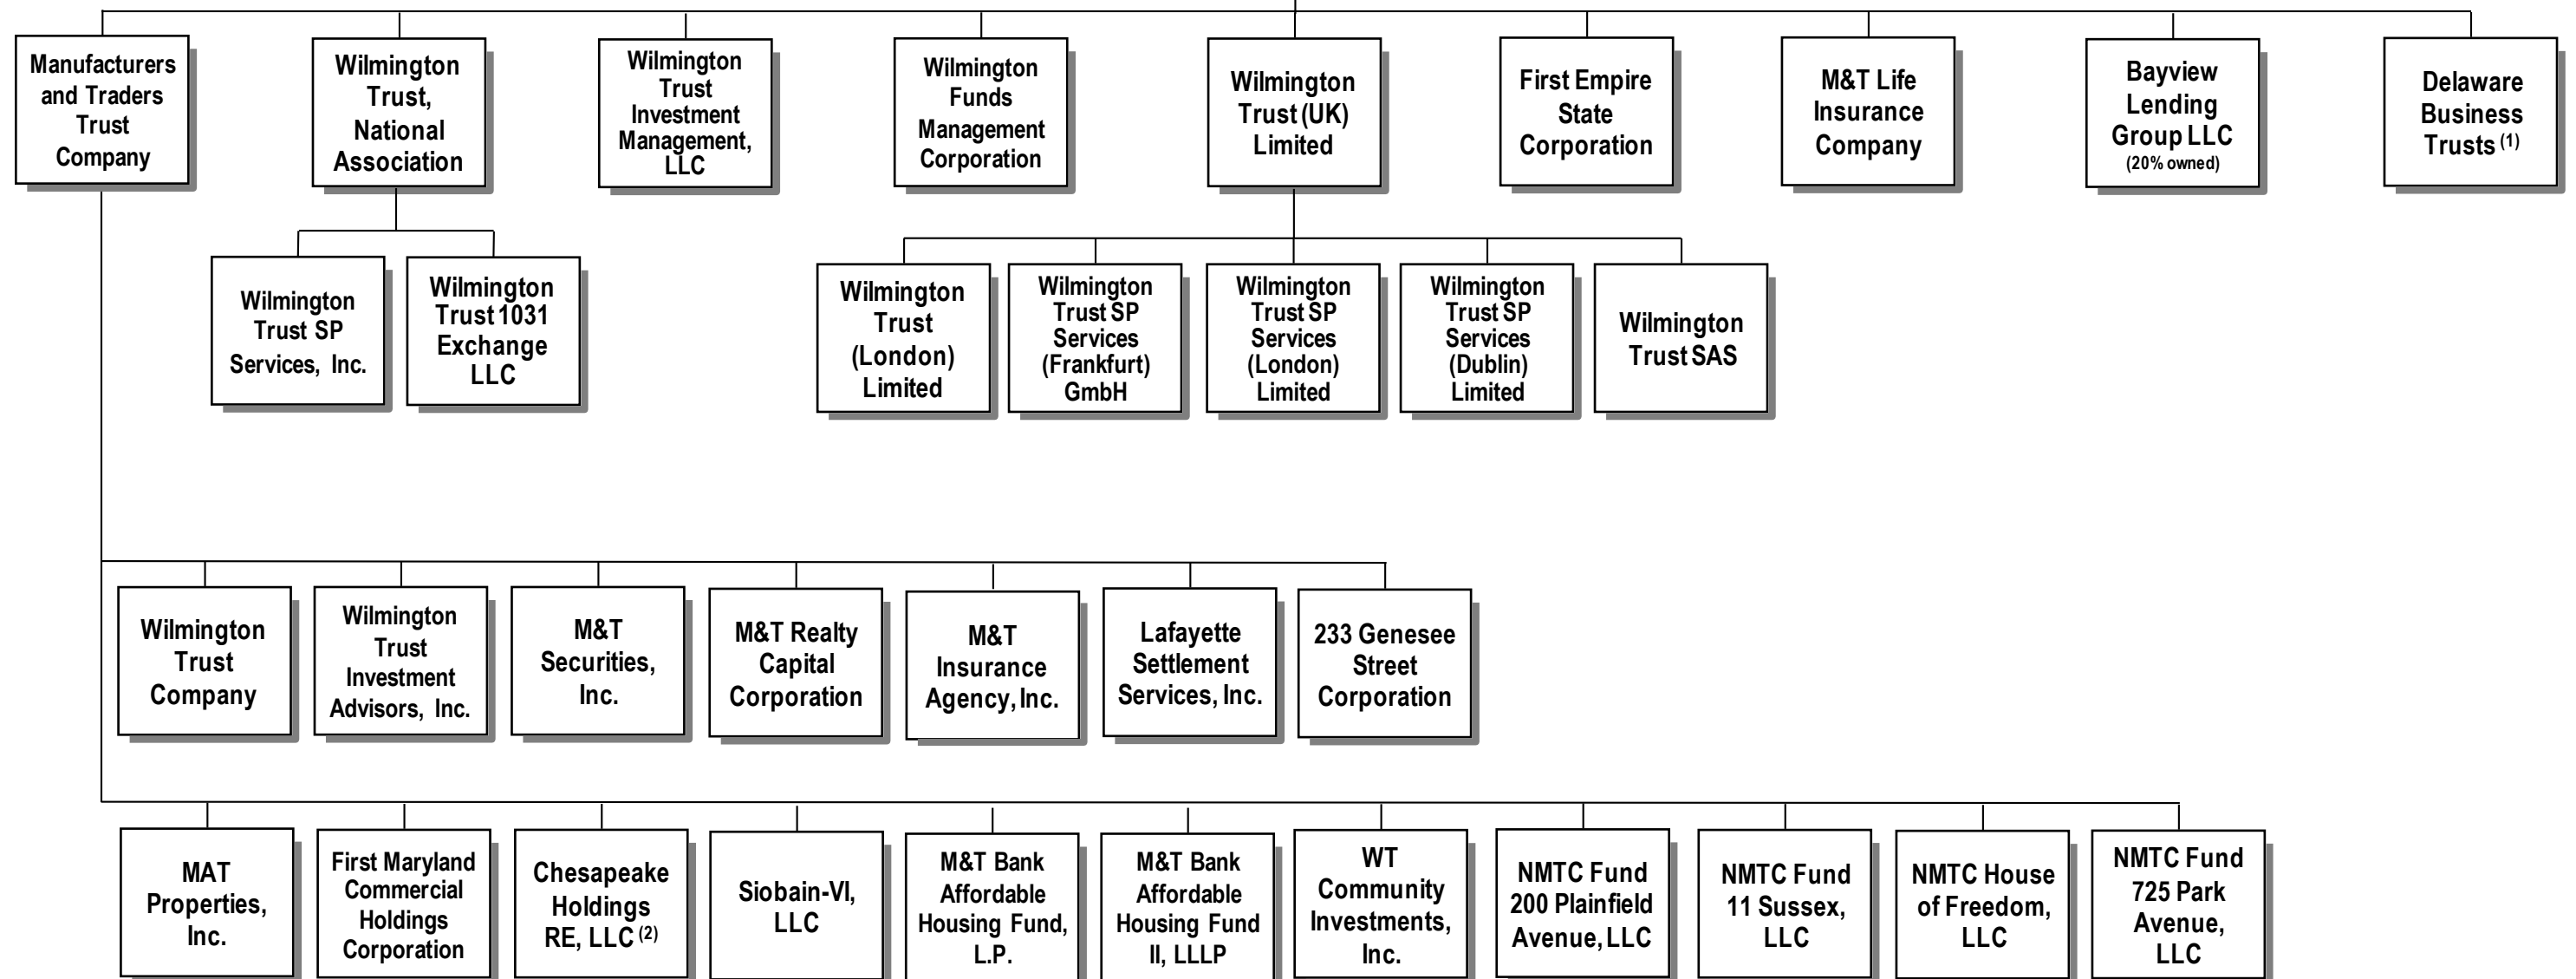 Manufacturers
and Traders
Trust
Company
Wilmington
Trust,
National
Association
Wilmington
Trust
Investment
Management,
LLC
Wilmington
Funds
Management
Corporation
Wilmington
Trust (UK)
Limited
First Empire
State
Corporation
M&T Life
Insurance
Company
Bayview
Lending
Group LLC
(20% owned)
Delaware
Business
Trusts (1)
Wilmington
Trust SP
Services, Inc.
Wilmington
Trust 1031
Exchange
LLC
Wilmington
Trust
(London)
Limited
Wilmington
Trust SP
Services
(Frankfurt)
GmbH
Wilmington
Trust SP
Services
(London)
Limited
Wilmington
Trust SP
Services
(Dublin)
Limited
Wilmington
Trust SAS
Wilmington
Trust
Company
Wilmington
Trust
Investment
Advisors, Inc.
M&T
Securities,
Inc.
M&T Realty
Capital
Corporation
M&T
Insurance
Agency, Inc.
Lafayette
Settlement
Services, Inc.
233 Genesee
Street
Corporation
MAT
Properties,
Inc.
First Maryland
Commercial
Holdings
Corporation
Chesapeake
Holdings
RE, LLC (2)
Siobain-VI,
LLC
M&T Bank
Affordable
Housing Fund,
L.P.
M&T Bank
Affordable
Housing Fund
II, LLLP
WT
Community
Investments,
Inc.
NMTC Fund
200 Plainfield
Avenue, LLC
NMTC Fund
11 Sussex,
LLC
NMTC House
of Freedom,
LLC
NMTC Fund
725 Park
Avenue,
LLC